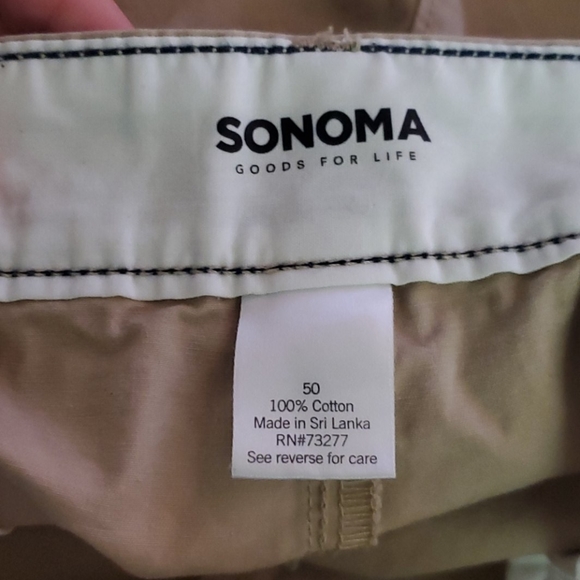 SONOMA
GOODS FOR LIFE
50
100% Cotton
Made in Sri Lanka
RN#73277
See reverse for care